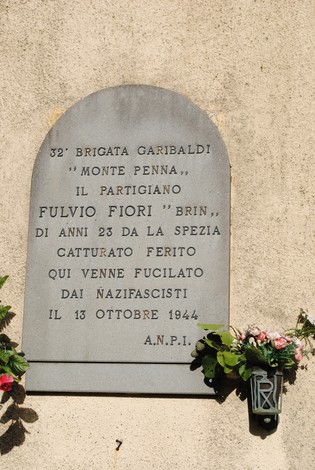 32ª BRIGATA GARIBALDI
"MONTE PENNA„
IL PARTIGIANO
FULVIO FIORI "BRIN„
DI ANNI 23 DA LA SPEZIA
CATTURATO FERITO
QUI VENNE FUCILATO
DAI NAZIFASCISTI
IL 13 OTTOBRE 1944
A.N.P.I.